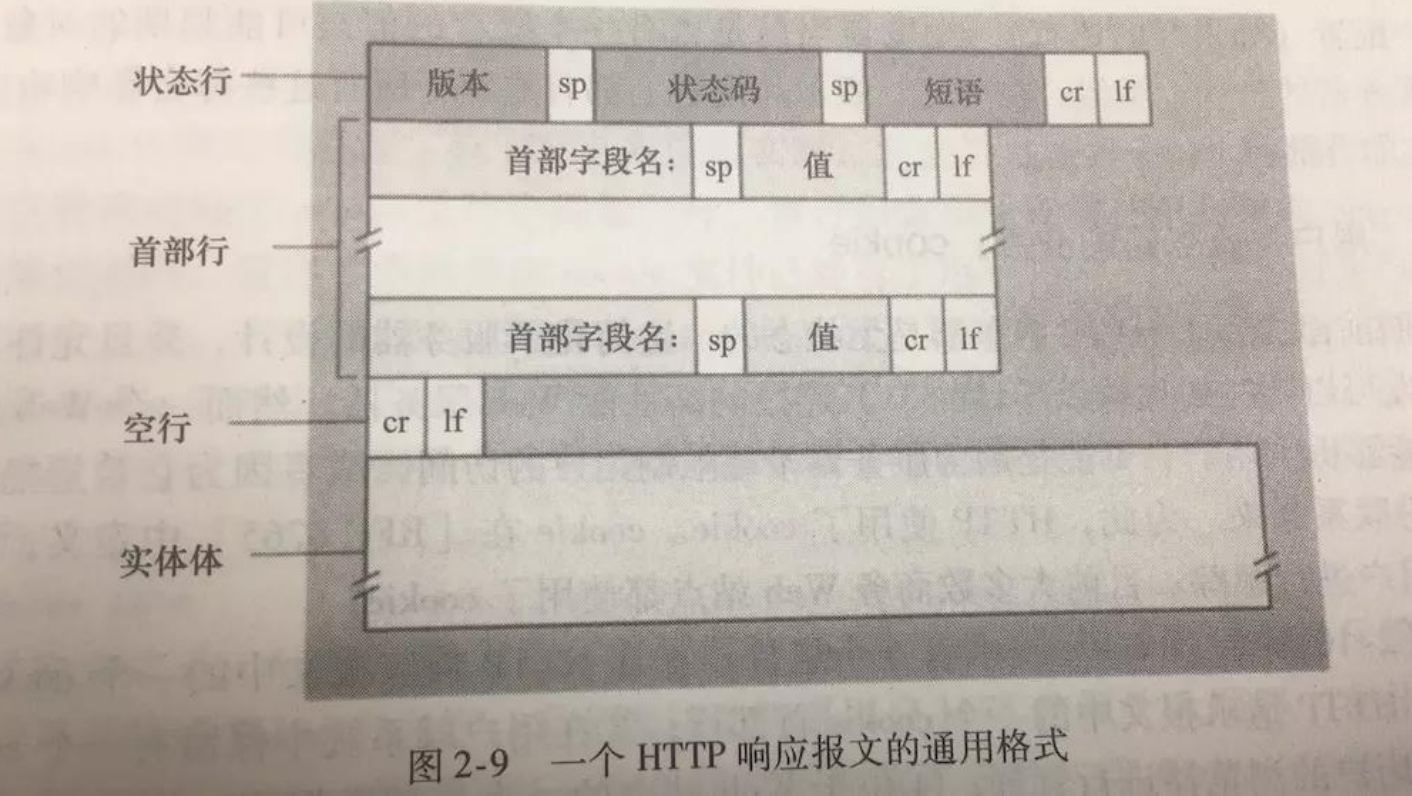 状态行
版本 sp 状态码 sp 短语 cr lf
首部字段名: sp 值 cr lf
首部行
首部字段名: sp 值 cr lf
空行
cr lf
实体体
图 2-9 一个 HTTP 响应报文的通用格式